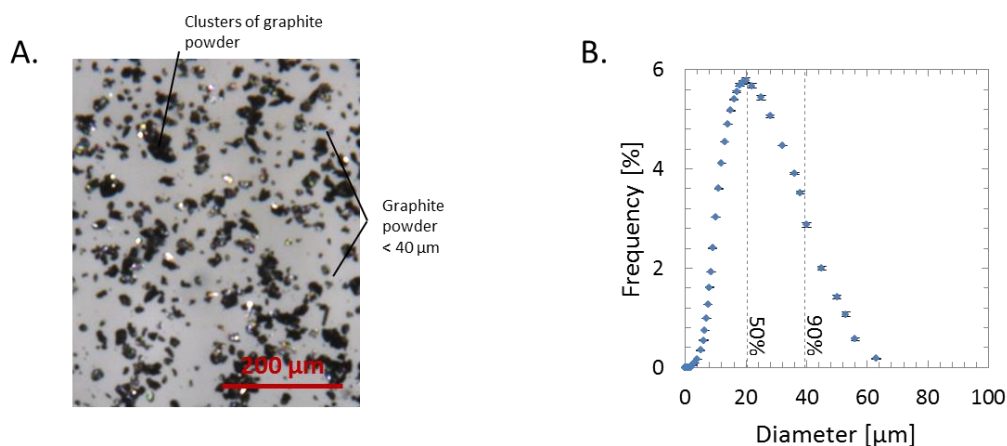 A.
Clusters of graphite
powder
Graphite
powder
< 40 µm
200 µm
B.
Frequency [%]
6
4
2
0
50%
90%
0 20 40 60 80 100
Diameter [µm]